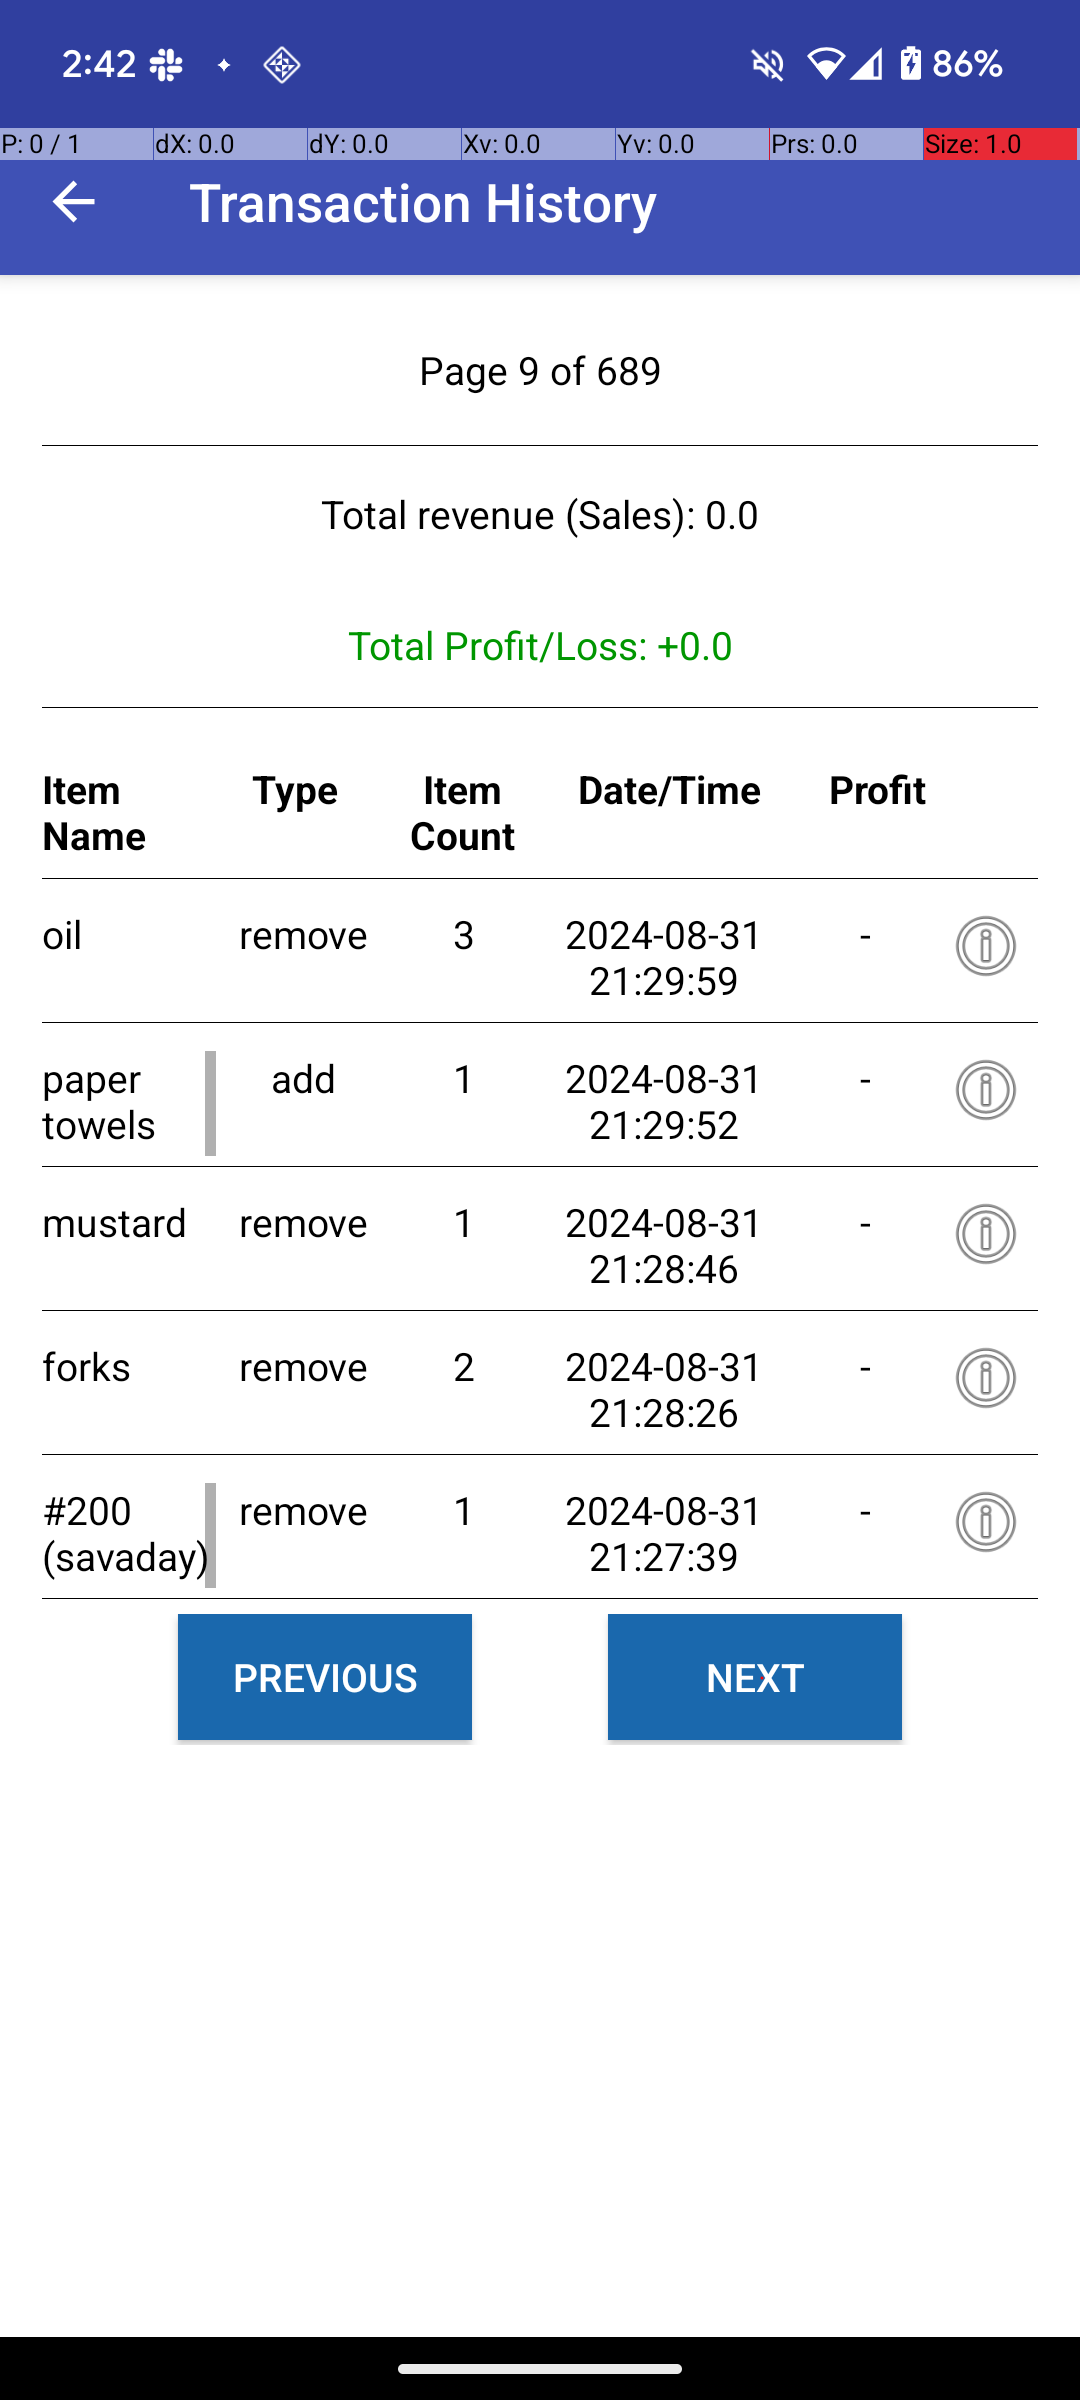 2:42 86%
P: 0 / 1 dX: 0.0 dY: 0.0 Xv: 0.0 Yv: 0.0 Prs: 0.0 Size: 1.0
Transaction History
Page 9 of 689
Total revenue (Sales): 0.0
Total Profit/Loss: +0.0
Item Name Type Item Count Date/Time Profit
oil remove 3 2024-08-31 21:29:59 -
paper towels add 1 2024-08-31 21:29:52 -
mustard remove 1 2024-08-31 21:28:46 -
forks remove 2 2024-08-31 21:28:26 -
#200 (savaday) remove 1 2024-08-31 21:27:39 -
PREVIOUS NEXT